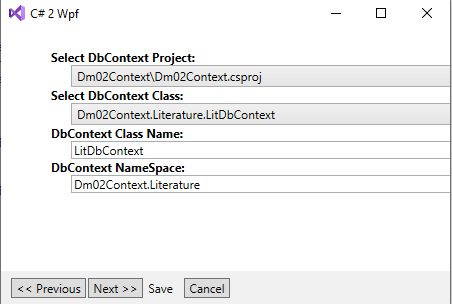 C# 2 Wpf
Select DbContext Project:
Dm02Context\Dm02Context.csproj
Select DbContext Class:
Dm02Context.Literature.LitDbContext
DbContext Class Name:
LitDbContext
DbContext NameSpace:
Dm02Context.Literature
<< Previous Next >> Save Cancel